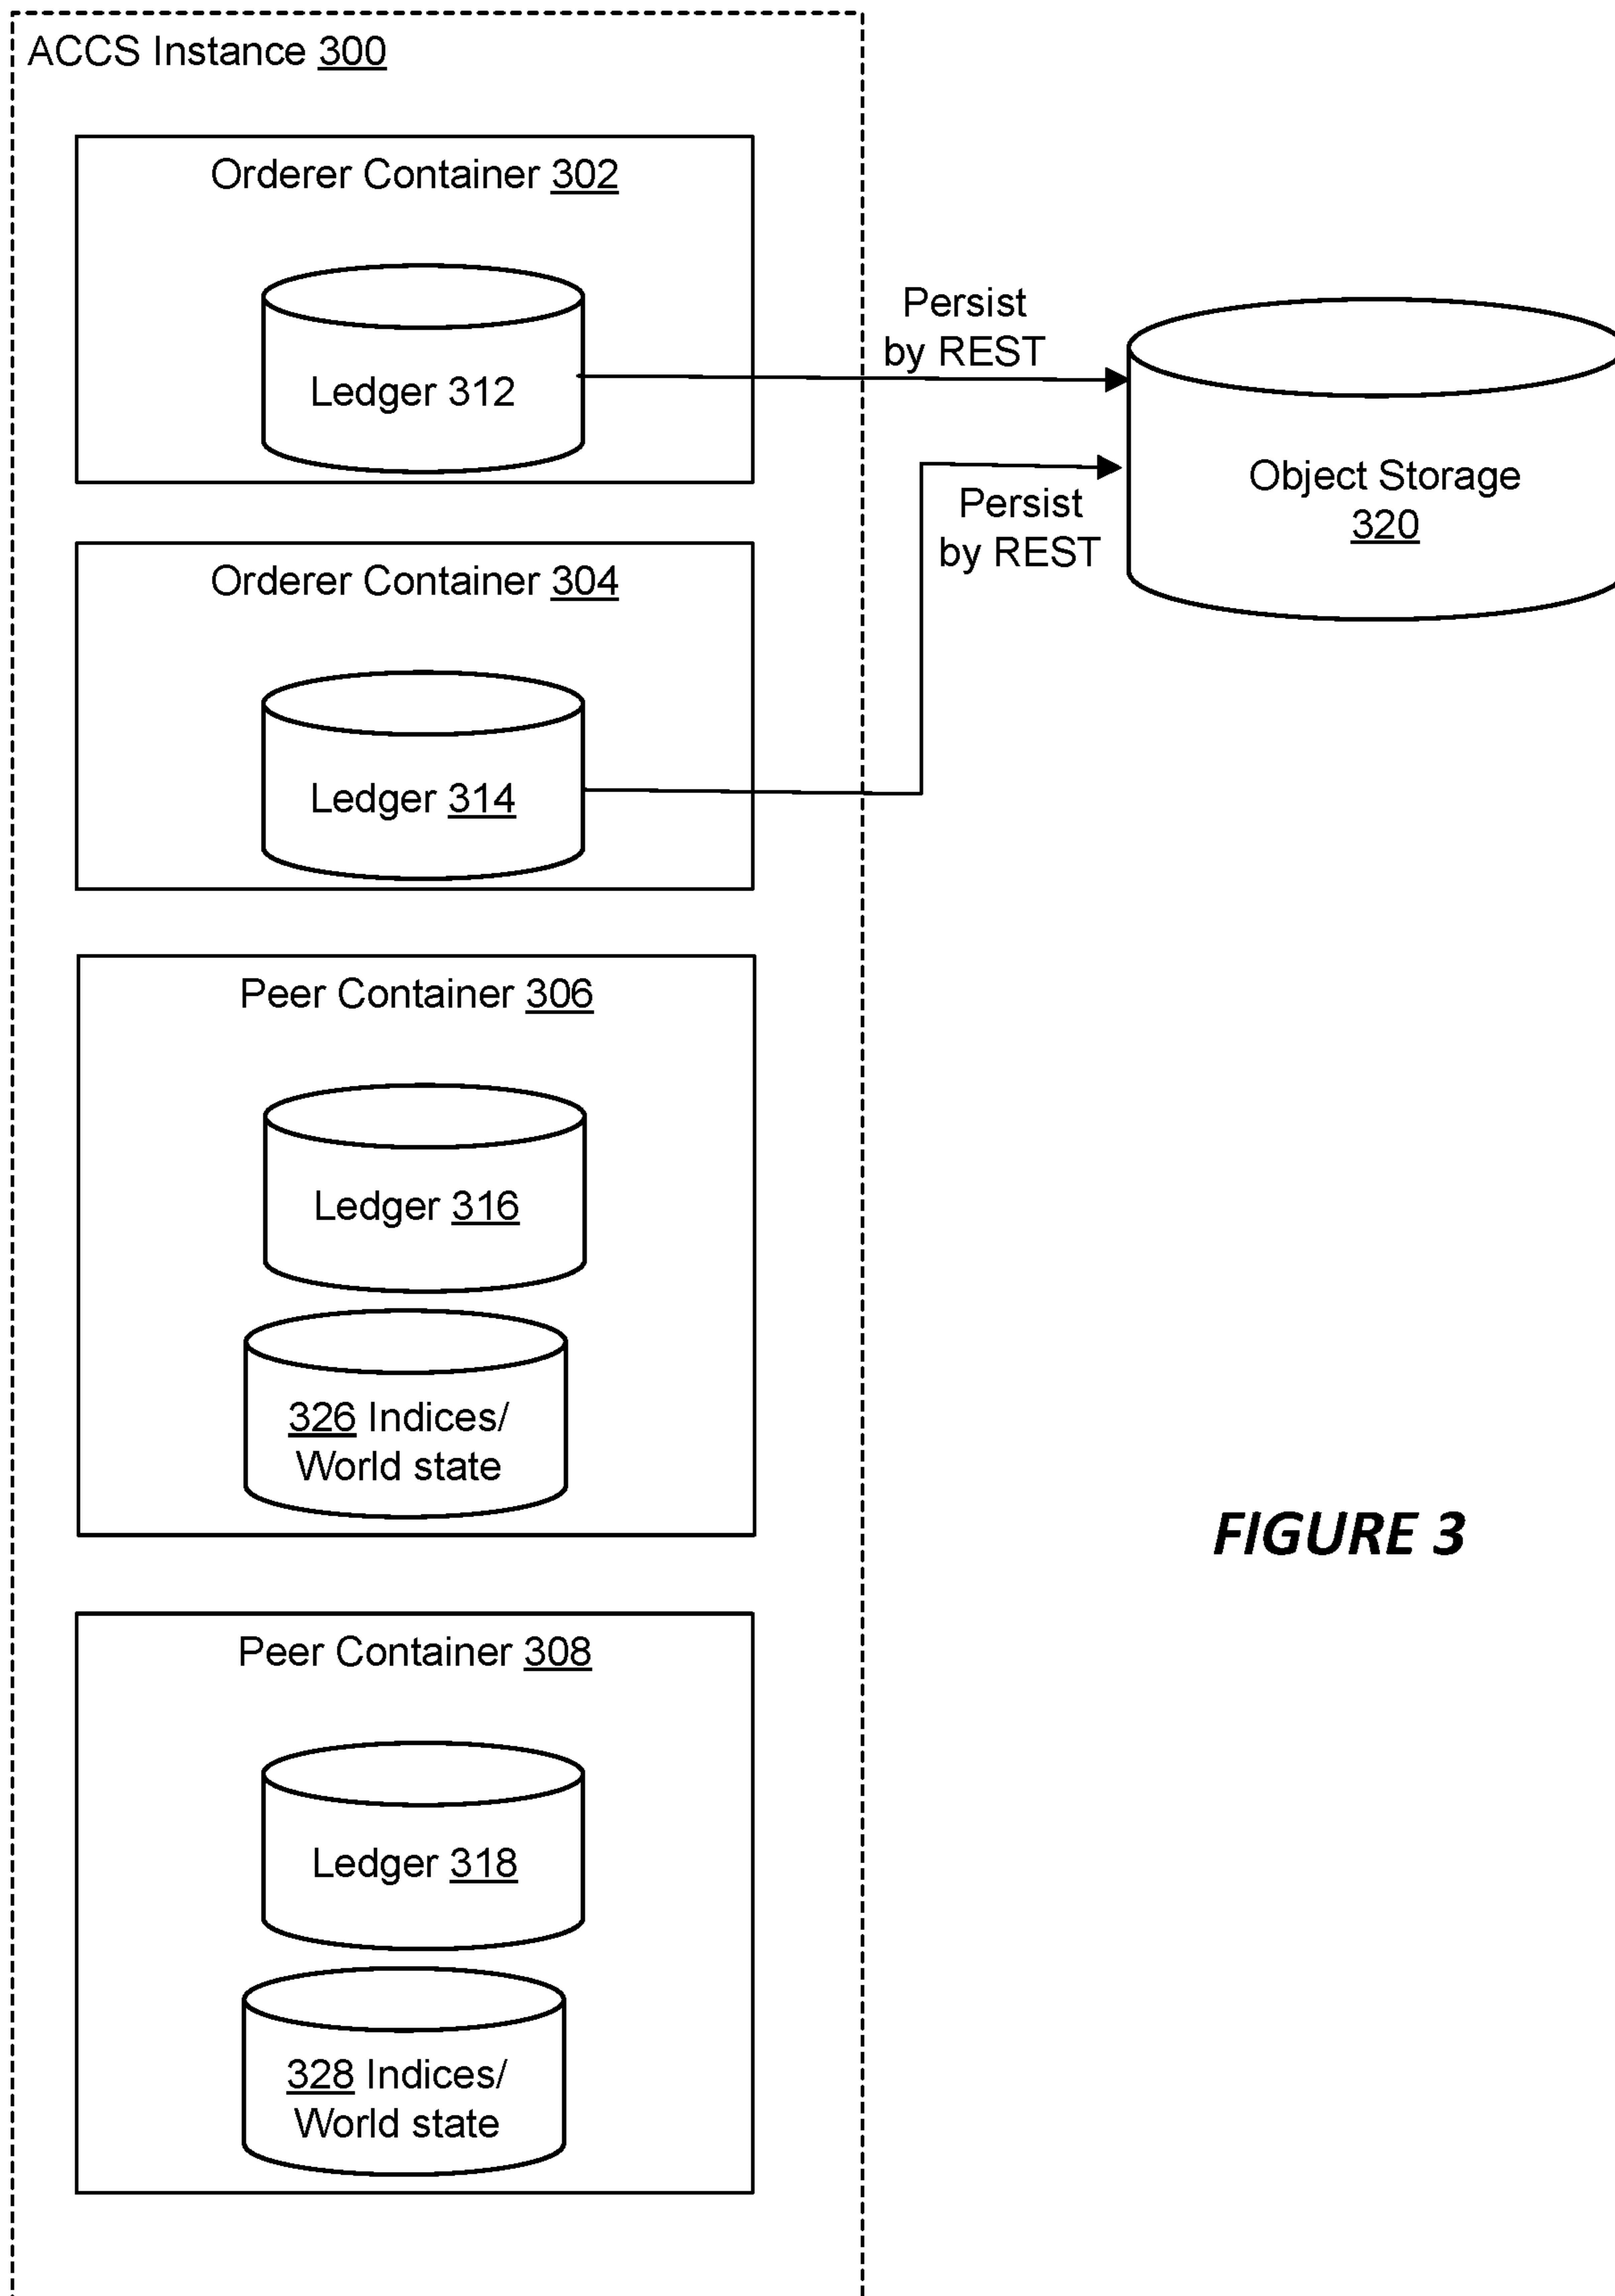 ACCS Instance 300
Orderer Container 302
Ledger 312
Persist
by REST
Object Storage
320
Persist
by REST
Orderer Container 304
Ledger 314
Peer Container 306
Ledger 316
326 Indices/
World state
FIGURE 3
Peer Container 308
Ledger 318
328 Indices/
World state